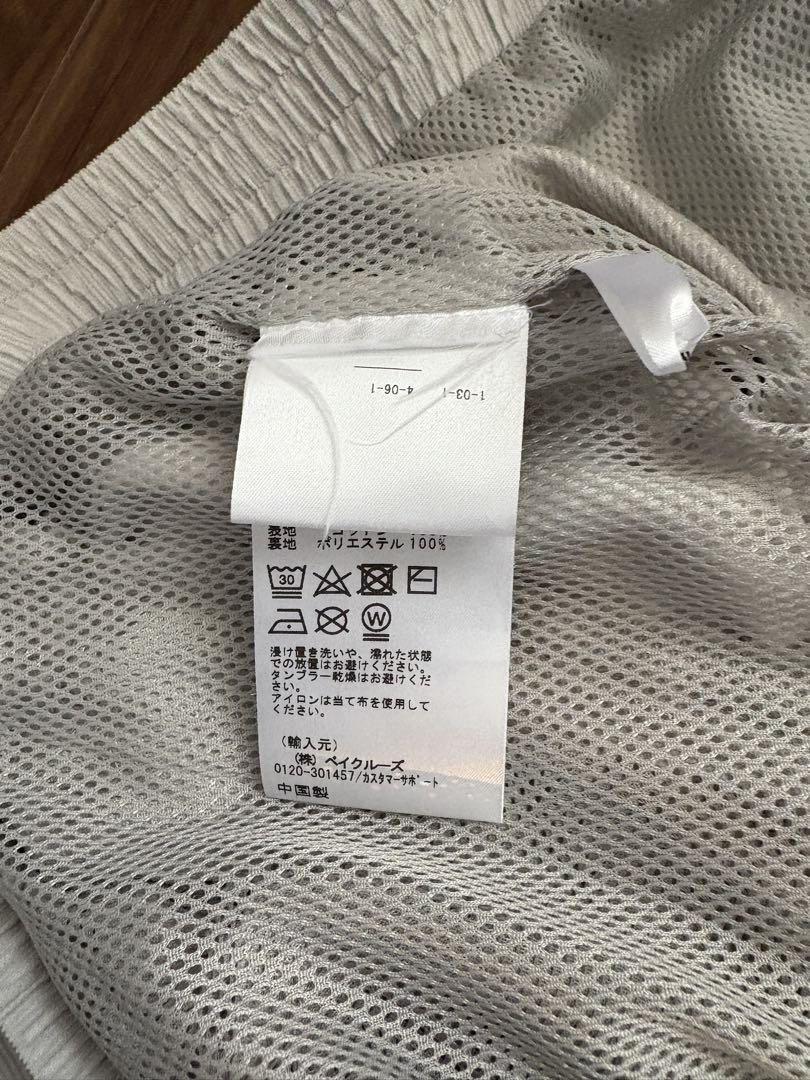 1-03-1
4-06-1
表地
裏地 ポリエステル 100%
30
W
浸け置き洗いや、濡れた状態
での放置はお避けください。
タンブラー乾燥はお避けくだ
さい。
アイロンは当て布を使用して
ください。
(輸入元)
(株) ベイクルーズ
0120-301457/カスタマーサポート
中国製